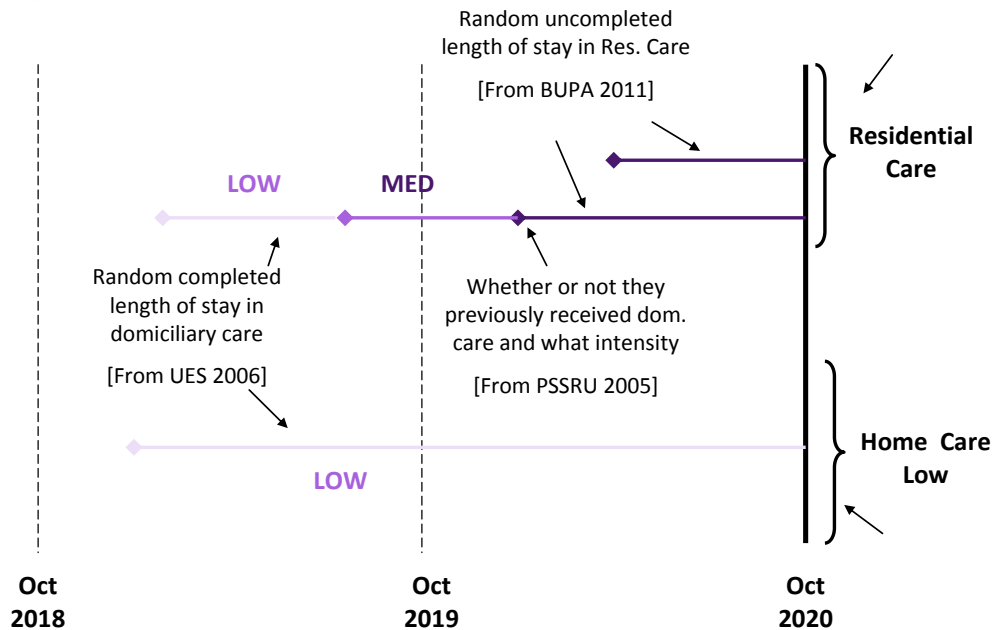 Random uncompleted
length of stay in Res. Care
[From BUPA 2011]
Residential
Care
LOW
MED
Random completed
length of stay in
domiciliary care
[From UES 2006]
Whether or not they
previously received dom.
care and what intensity
[From PSSRU 2005]
LOW
Home Care
Low
Oct
2018
Oct
2019
Oct
2020